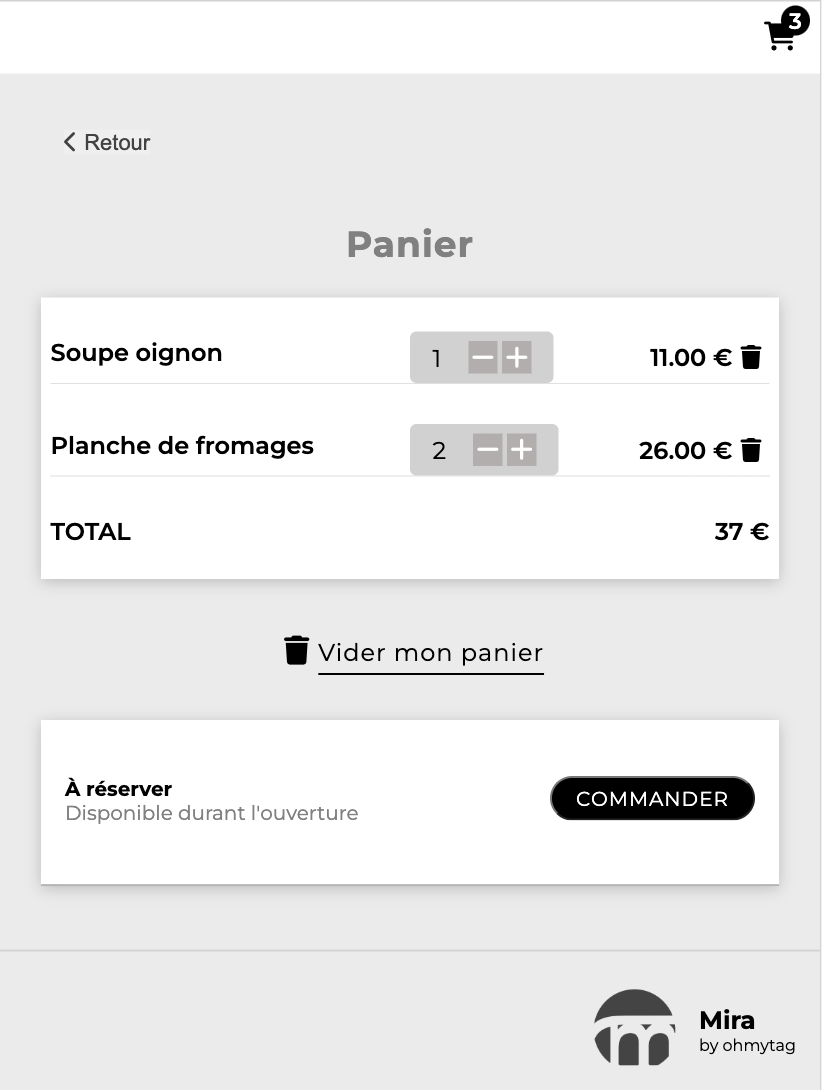 3
Retour
Panier
Soupe oignon 1 11.00 €
Planche de fromages 2 26.00 €
TOTAL 37 €
Vider mon panier
À réserver
Disponible durant l'ouverture
COMMANDER
Mira
by ohmytag